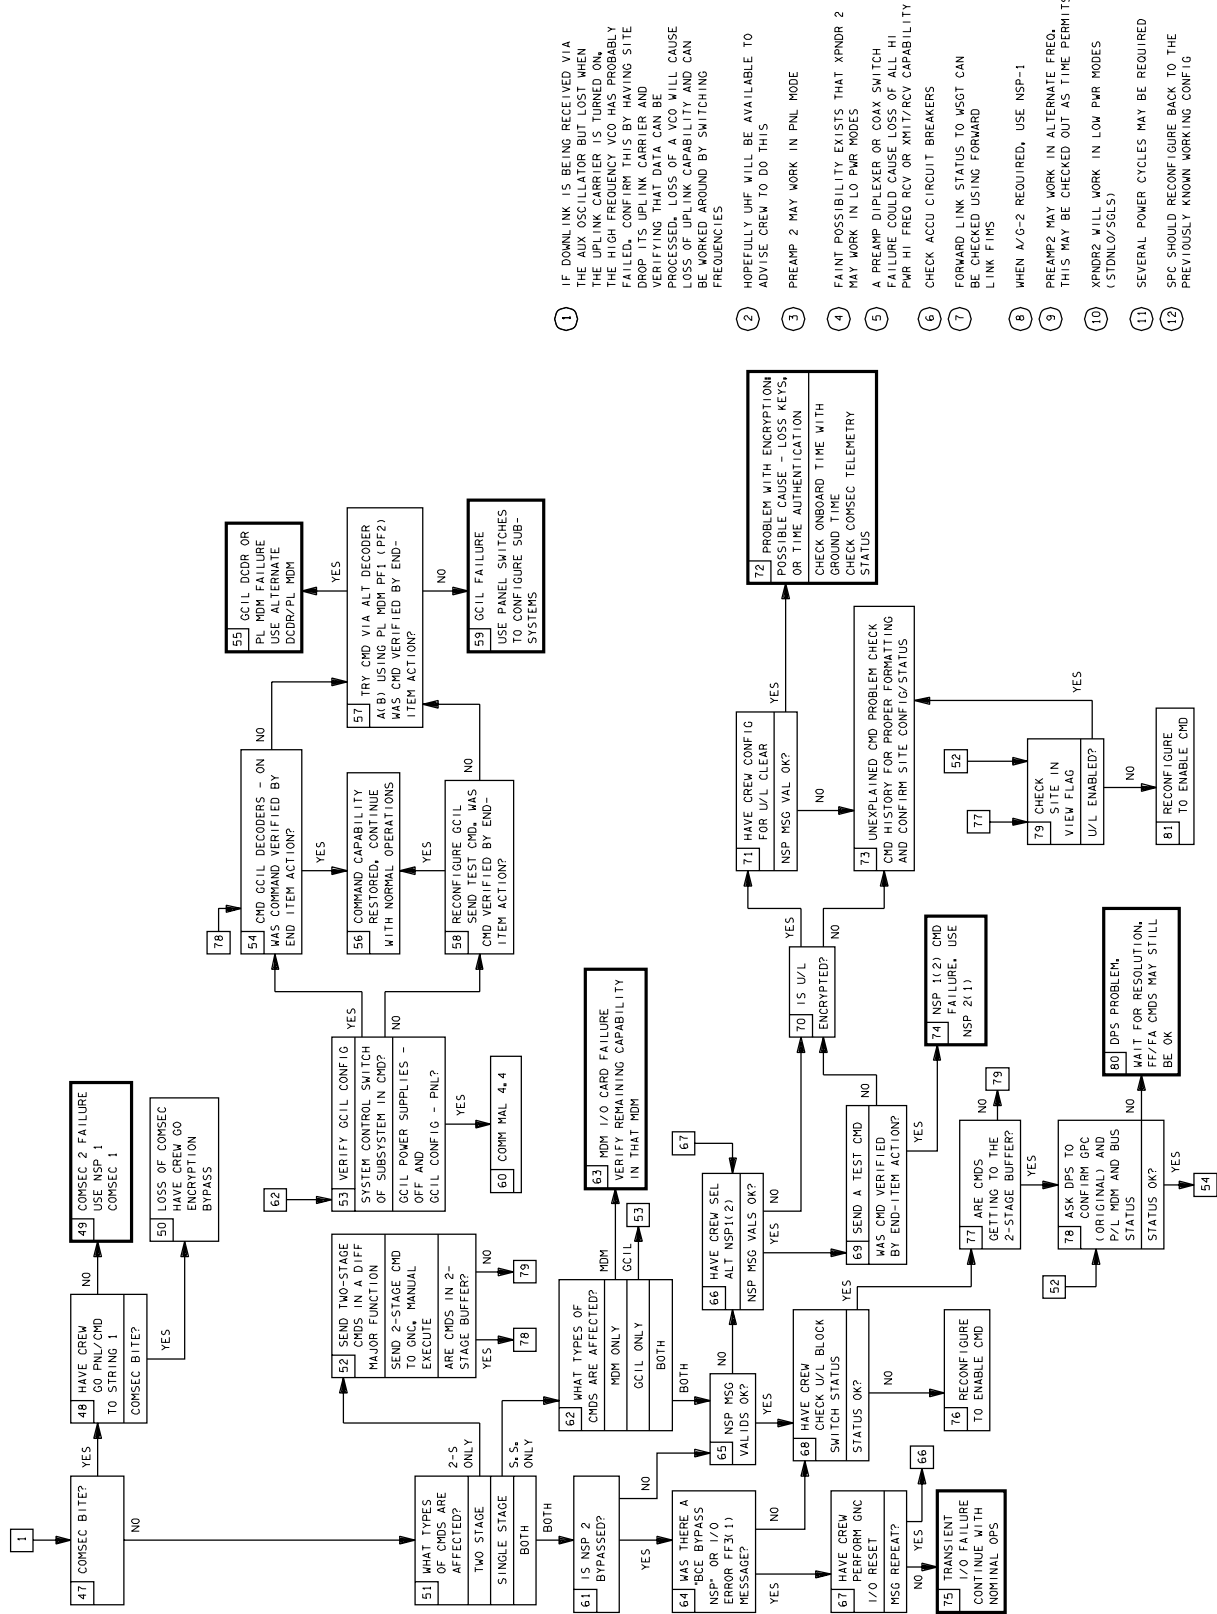 1
47 COMSEC BITE?
YES
NO
48 HAVE CREW
GO PNL/CMD
TO STRING 1
COMSEC BITE?
NO
YES
49 COMSEC 2 FAILURE
USE NSP 1
COMSEC 1
50 LOSS OF COMSEC
HAVE CREW GO
ENCRYPTION
BYPASS
51 WHAT TYPES
OF CMDS ARE
AFFECTED?
TWO STAGE
SINGLE STAGE
BOTH
2-S
ONLY
S.S.
ONLY
BOTH
52 SEND TWO-STAGE
CMDS IN A DIFF
MAJOR FUNCTION
SEND 2-STAGE CMD
TO GNC. MANUAL
EXECUTE
ARE CMDS IN 2-
STAGE BUFFER?
YES
NO
78
79
62
53 VERIFY GCIL CONFIG
SYSTEM CONTROL SWITCH
OF SUBSYSTEM IN CMD?
GCIL POWER SUPPLIES -
OFF AND
GCIL CONFIG - PNL?
YES
NO
YES
60 COMM MAL 4.4
78
54 CMD GCIL DECODERS - ON
WAS COMMAND VERIFIED BY
END ITEM ACTION?
NO
YES
56 COMMAND CAPABILITY
RESTORED, CONTINUE
WITH NORMAL OPERATIONS
YES
58 RECONFIGURE GCIL
SEND TEST CMD. WAS
CMD VERIFIED BY END-
ITEM ACTION?
NO
55 GCIL DCDR OR
PL MDM FAILURE
USE ALTERNATE
DCDR/PL MDM
YES
57 TRY CMD VIA ALT DECODER
A(B) USING PL MDM PF1 (PF2)
WAS CMD VERIFIED BY END-
ITEM ACTION?
NO
59 GCIL FAILURE
USE PANEL SWITCHES
TO CONFIGURE SUB-
SYSTEMS
61 IS NSP 2
BYPASSED?
NO
YES
62 WHAT TYPES OF
CMDS ARE AFFECTED?
MDM ONLY
GCIL ONLY
BOTH
MDM
GCIL
BOTH
53
63 MDM I/O CARD FAILURE
VERIFY REMAINING CAPABILITY
IN THAT MDM
64 WAS THERE A
"BCE BYPASS
NSP" OR I/O
ERROR FF3(1)
MESSAGE?
NO
YES
65 NSP MSG
VALIDS OK?
NO
YES
67
66 HAVE CREW SEL
ALT NSP1(2)
NSP MSG VALS OK?
NO
YES
67 HAVE CREW
PERFORM GNC
I/O RESET
MSG REPEAT?
NO
YES
66
68 HAVE CREW
CHECK U/L BLOCK
SWITCH STATUS
STATUS OK?
YES
NO
69 SEND A TEST CMD
WAS CMD VERIFIED
BY END-ITEM ACTION?
NO
YES
70 IS U/L
ENCRYPTED?
YES
NO
71 HAVE CREW CONFIG
FOR U/L CLEAR
NSP MSG VAL OK?
YES
NO
72 PROBLEM WITH ENCRYPTION:
POSSIBLE CAUSE - LOSS KEYS,
OR TIME AUTHENTICATION
CHECK ONBOARD TIME WITH
GROUND TIME
CHECK COMSEC TELEMETRY
STATUS
73 UNEXPLAINED CMD PROBLEM CHECK
CMD HISTORY FOR PROPER FORMATTING
AND CONFIRM SITE CONFIG/STATUS
74 NSP 1(2) CMD
FAILURE. USE
NSP 2(1)
75 TRANSIENT
I/O FAILURE
CONTINUE WITH
NOMINAL OPS
76 RECONFIGURE
TO ENABLE CMD
77 ARE CMDS
GETTING TO THE
2-STAGE BUFFER?
NO
79
YES
52
78 ASK DPS TO
CONFIRM GPC
(ORIGINAL) AND
P/L MDM AND BUS
STATUS
STATUS OK?
NO
YES
54
80 DPS PROBLEM.
WAIT FOR RESOLUTION.
FF/FA CMDS MAY STILL
BE OK
77
52
79 CHECK
SITE IN
VIEW FLAG
U/L ENABLED?
YES
NO
81 RECONFIGURE
TO ENABLE CMD
1 IF DOWNLINK IS BEING RECEIVED VIA
THE AUX OSCILLATOR BUT LOST WHEN
THE UPLINK CARRIER IS TURNED ON,
THE HIGH FREQUENCY VCO HAS PROBABLY
FAILED. CONFIRM THIS BY HAVING SITE
DROP ITS UPLINK CARRIER AND
VERIFYING THAT DATA CAN BE
PROCESSED. LOSS OF A VCO WILL CAUSE
LOSS OF UPLINK CAPABILITY AND CAN
BE WORKED AROUND BY SWITCHING
FREQUENCIES
2 HOPEFULLY UHF WILL BE AVAILABLE TO
ADVISE CREW TO DO THIS
3 PREAMP 2 MAY WORK IN PNL MODE
4 FAINT POSSIBILITY EXISTS THAT XPNDR 2
MAY WORK IN LO PWR MODES
5 A PREAMP DIPLEXER OR COAX SWITCH
FAILURE COULD CAUSE LOSS OF ALL HI
PWR HI FREQ RCV OR XMIT/RCV CAPABILITY
6 CHECK ACCU CIRCUIT BREAKERS
7 FORWARD LINK STATUS TO WSGT CAN
BE CHECKED USING FORWARD
LINK FIMS
8 WHEN A/G-2 REQUIRED, USE NSP-1
9 PREAMP2 MAY WORK IN ALTERNATE FREQ.
THIS MAY BE CHECKED OUT AS TIME PERMITS
10 XPNDR2 WILL WORK IN LOW PWR MODES
(STDNLO/SGLS)
11 SEVERAL POWER CYCLES MAY BE REQUIRED
12 SPC SHOULD RECONFIGURE BACK TO THE
PREVIOUSLY KNOWN WORKING CONFIG